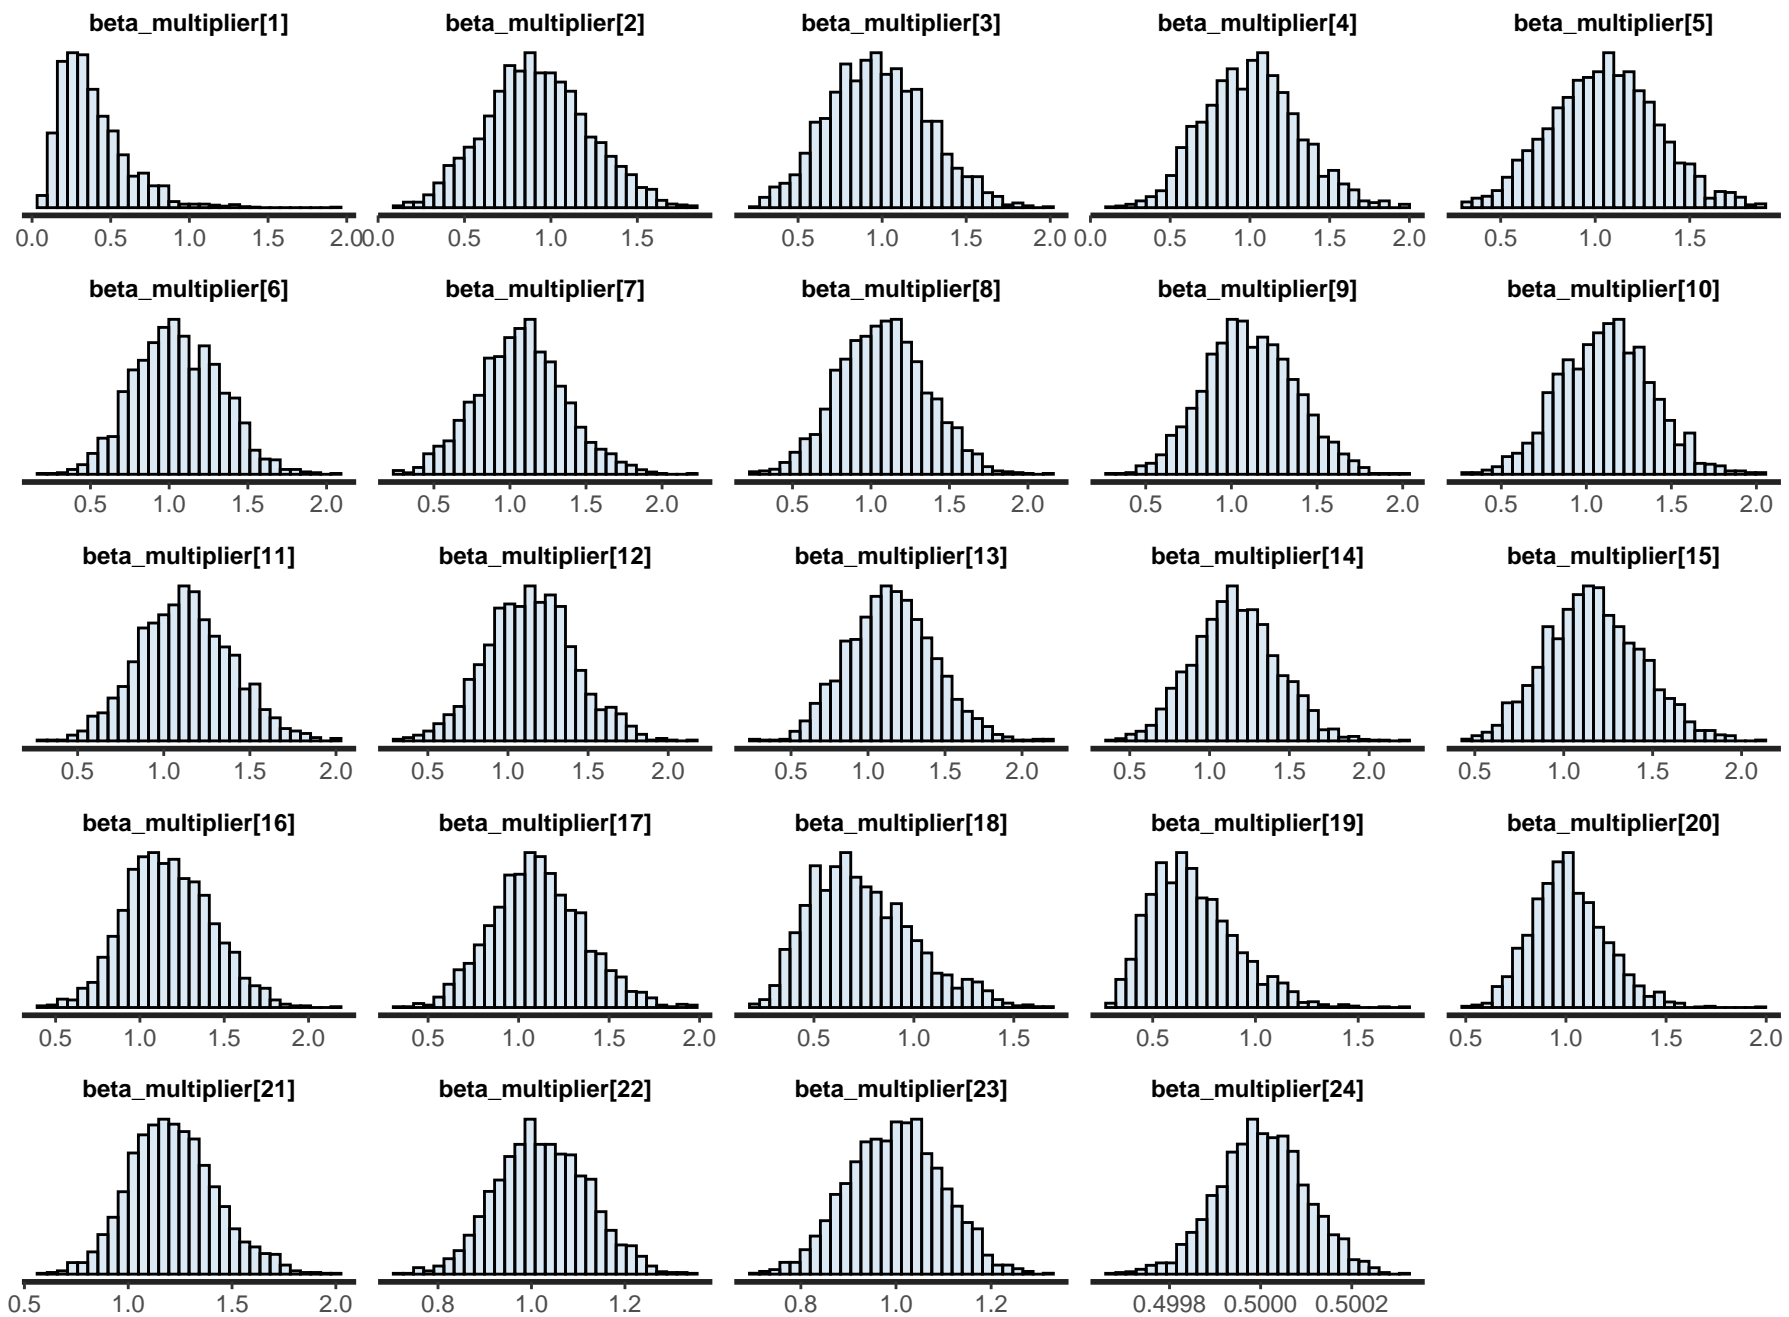 beta_multiplier[1] beta_multiplier[2] beta_multiplier[3] beta_multiplier[4] beta_multiplier[5]
0.0 0.5 1.0 1.5 2.0 0.0 0.5 1.0 1.5 0.5 1.0 1.5 2.0 0.0 0.5 1.0 1.5 2.0 0.5 1.0 1.5
beta_multiplier[6] beta_multiplier[7] beta_multiplier[8] beta_multiplier[9] beta_multiplier[10]
0.5 1.0 1.5 2.0 0.5 1.0 1.5 2.0 0.5 1.0 1.5 2.0 0.5 1.0 1.5 2.0 0.5 1.0 1.5 2.0
beta_multiplier[11] beta_multiplier[12] beta_multiplier[13] beta_multiplier[14] beta_multiplier[15]
0.5 1.0 1.5 2.0 0.5 1.0 1.5 2.0 0.5 1.0 1.5 2.0 0.5 1.0 1.5 2.0 0.5 1.0 1.5 2.0
beta_multiplier[16] beta_multiplier[17] beta_multiplier[18] beta_multiplier[19] beta_multiplier[20]
0.5 1.0 1.5 2.0 0.5 1.0 1.5 2.0 0.5 1.0 1.5 0.5 1.0 1.5 0.5 1.0 1.5 2.0
beta_multiplier[21] beta_multiplier[22] beta_multiplier[23] beta_multiplier[24]
0.5 1.0 1.5 2.0 0.8 1.0 1.2 0.8 1.0 1.2 0.4998 0.5000 0.5002